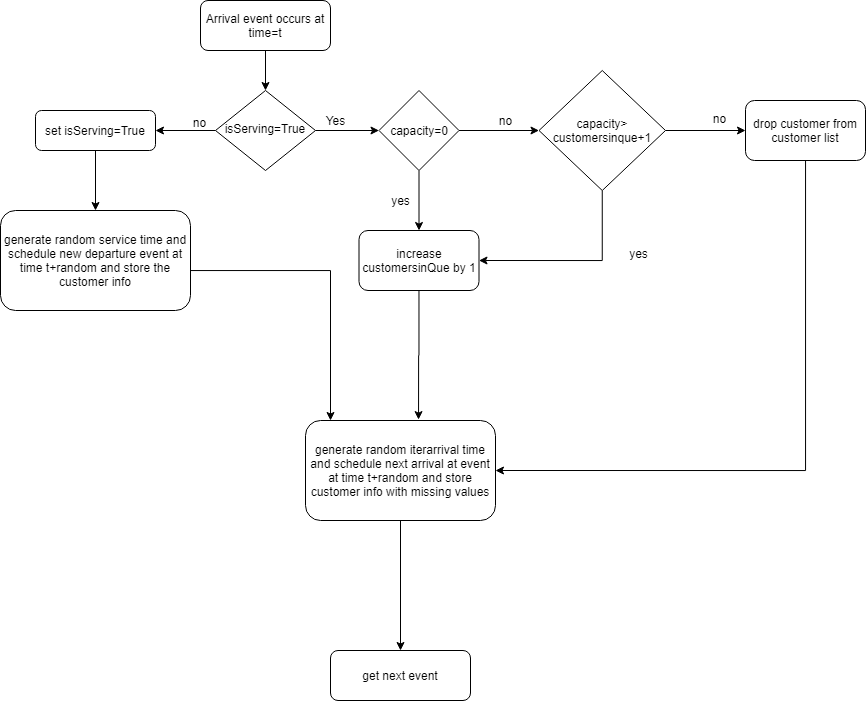 Arrival event occurs at
time=t
no
isServing=True
Yes
set isServing=True
capacity=0
no
capacity>
customersinque+1
no
drop customer from
customer list
yes
generate random service time and
schedule new departure event at
time t+random and store the
customer info
increase
customersinQue by 1
yes
generate random iterarrival time
and schedule next arrival at event
at time t+random and store
customer info with missing values
get next event